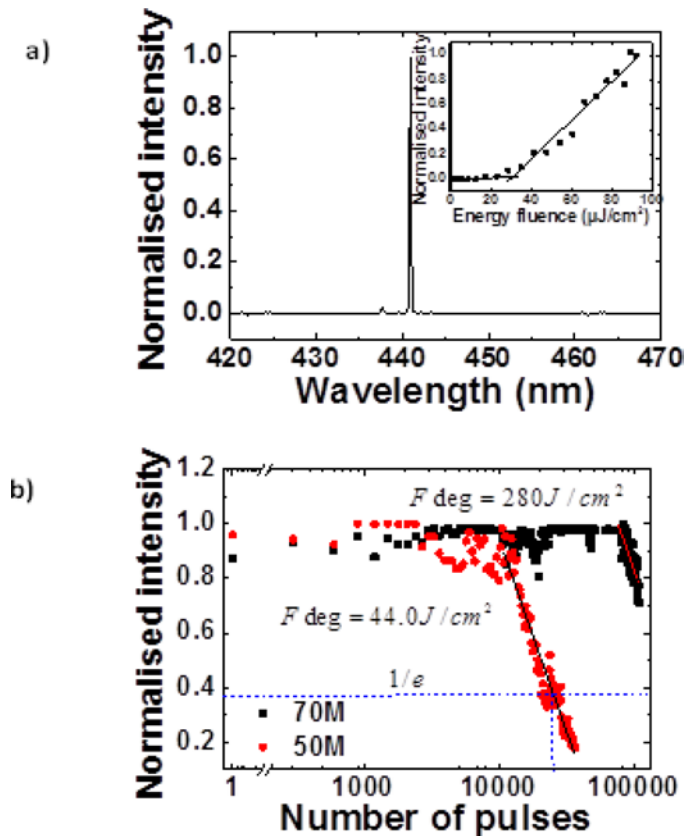 a)
Normalised intensity
1.0
0.8
0.6
0.4
0.2
0.0
420 430 440 450 460 470
Wavelength (nm)
Normalised intensity
1.0
0.8
0.6
0.4
0.2
0.0
0 20 40 60 80 100
Energy fluence (µJ/cm²)
b)
Normalised intensity
1.2
1.0
0.8
0.6
0.4
0.2
F deg = 280J / cm²
F deg = 44.0J / cm²
1/e
70M
50M
1 1000 10000 100000
Number of pulses